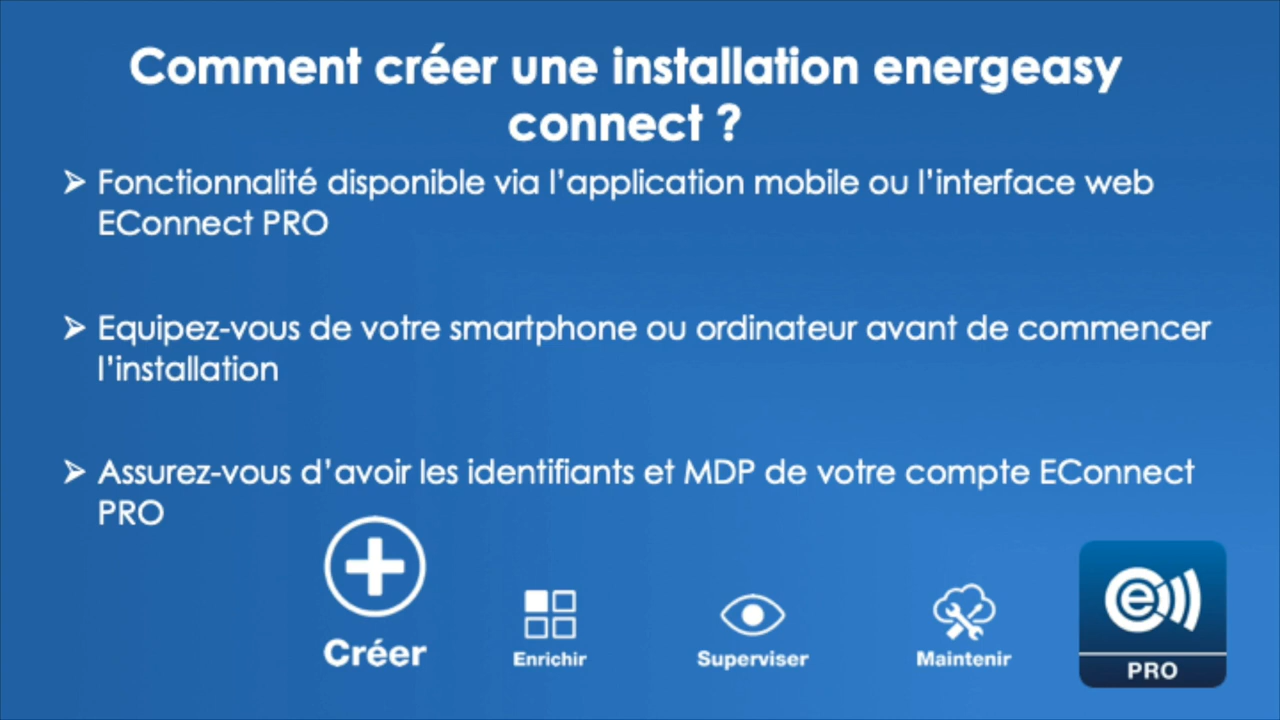 Comment créer une installation energeasy
connect ?
➢ Fonctionnalité disponible via l’application mobile ou l’interface web
EConnect PRO
➢ Equipez-vous de votre smartphone ou ordinateur avant de commencer
l’installation
➢ Assurez-vous d’avoir les identifiants et MDP de votre compte EConnect
PRO
Créer
Enrichir
Superviser
Maintenir
e
PRO